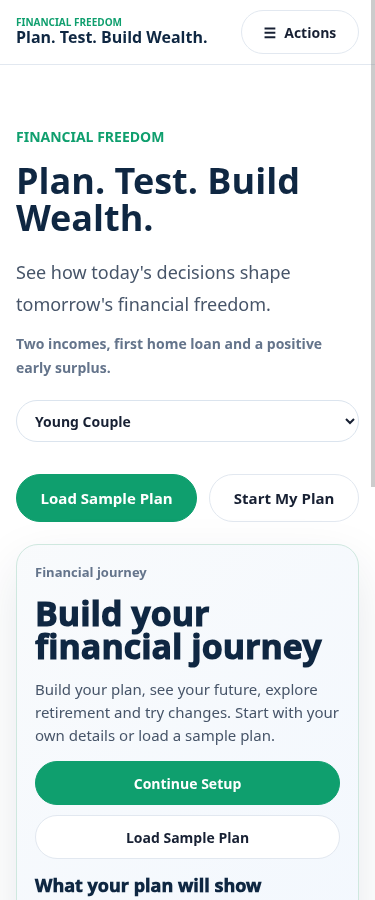 FINANCIAL FREEDOM
Plan. Test. Build Wealth.
☰ Actions
FINANCIAL FREEDOM
Plan. Test. Build
Wealth.
See how today's decisions shape
tomorrow's financial freedom.
Two incomes, first home loan and a positive
early surplus.
Young Couple
Load Sample Plan
Start My Plan
Financial journey
Build your
financial journey
Build your plan, see your future, explore
retirement and try changes. Start with your
own details or load a sample plan.
Continue Setup
Load Sample Plan
What your plan will show